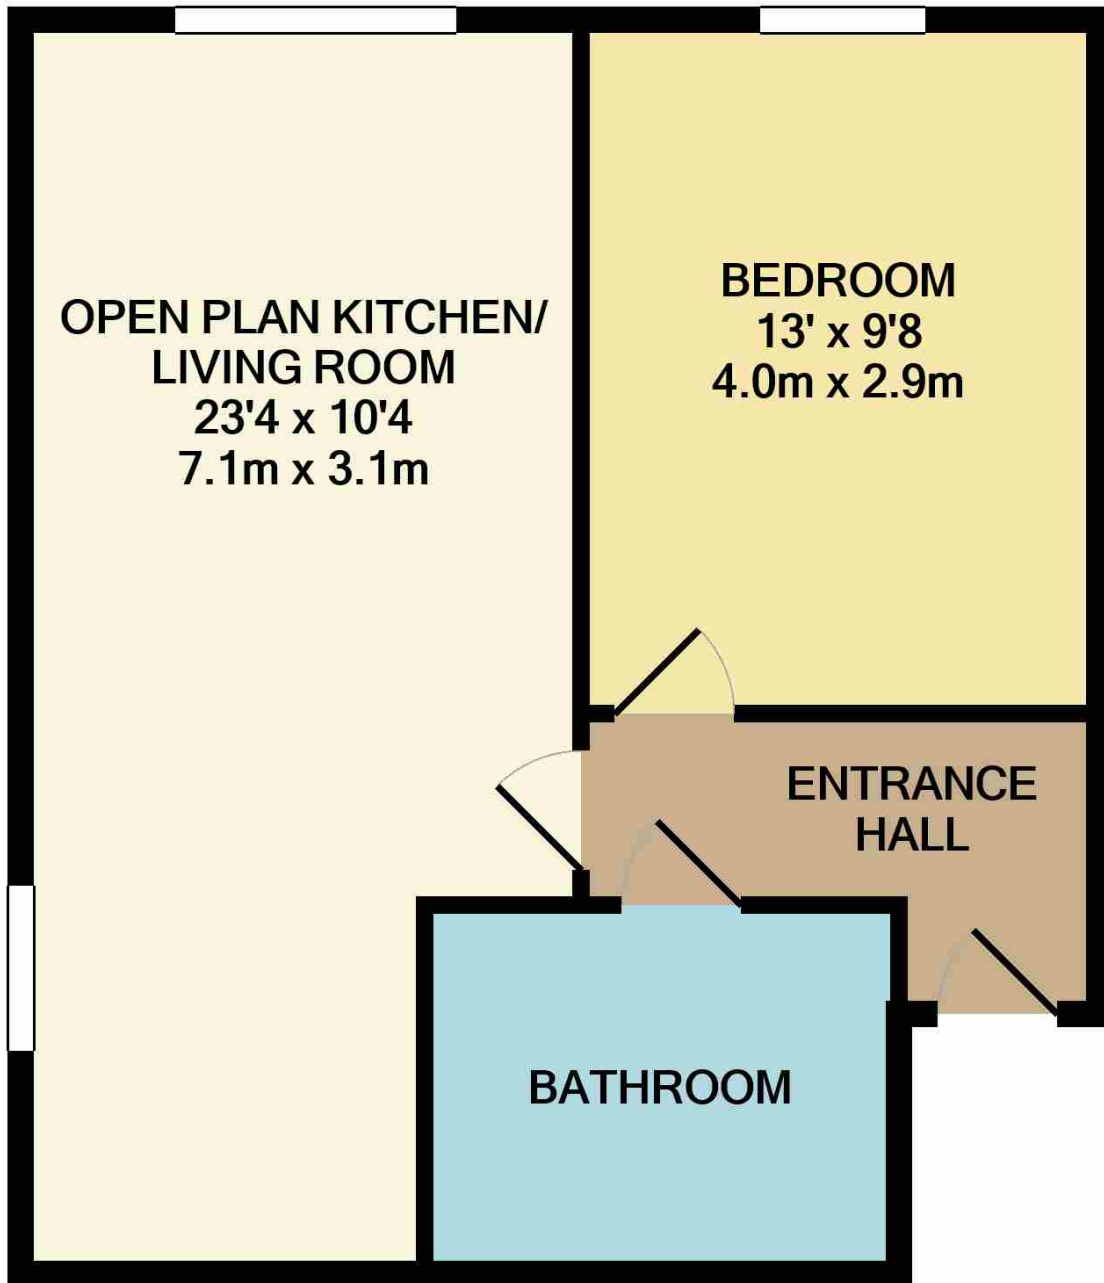 OPEN PLAN KITCHEN/
LIVING ROOM
23'4 x 10'4
7.1m x 3.1m
BEDROOM
13' x 9'8
4.0m x 2.9m
ENTRANCE
HALL
BATHROOM